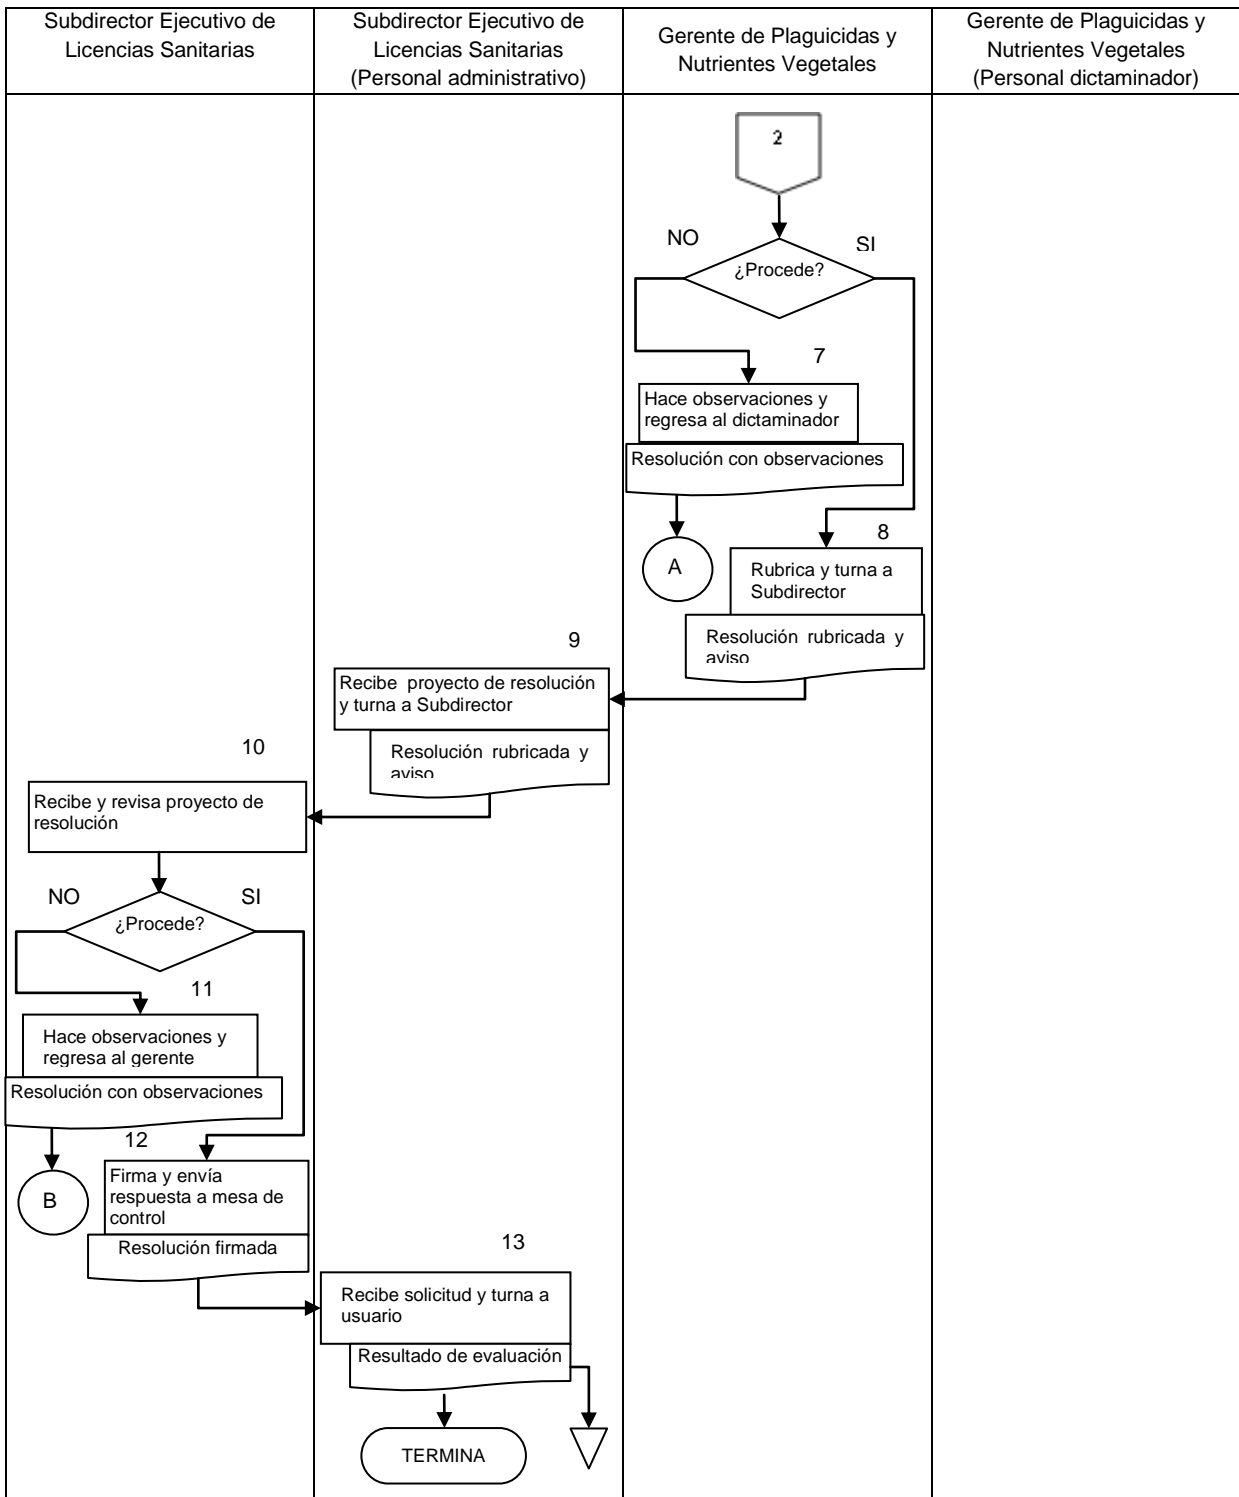 Subdirector Ejecutivo de
Licencias Sanitarias
Subdirector Ejecutivo de
Licencias Sanitarias
(Personal administrativo)
Gerente de Plaguicidas y
Nutrientes Vegetales
Gerente de Plaguicidas y
Nutrientes Vegetales
(Personal dictaminador)
2
NO
SI
¿Procede?
7
Hace observaciones y
regresa al dictaminador
Resolución con observaciones
A
8
Rubrica y turna a
Subdirector
Resolución rubricada y
aviso
9
Recibe proyecto de resolución
y turna a Subdirector
Resolución rubricada y
aviso
10
Recibe y revisa proyecto de
resolución
NO
SI
¿Procede?
11
Hace observaciones y
regresa al gerente
Resolución con observaciones
B
12
Firma y envía
respuesta a mesa de
control
Resolución firmada
13
Recibe solicitud y turna a
usuario
Resultado de evaluación
TERMINA